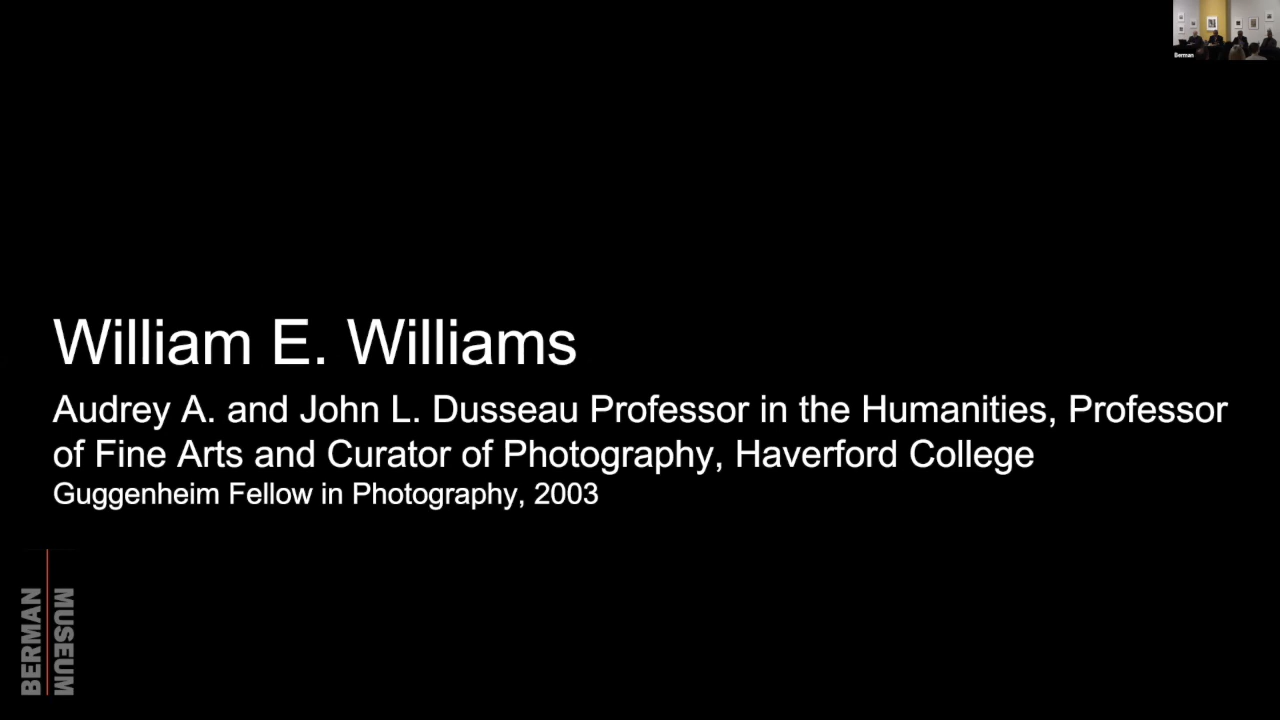 Berman
William E. Williams
Audrey A. and John L. Dusseau Professor in the Humanities, Professor
of Fine Arts and Curator of Photography, Haverford College
Guggenheim Fellow in Photography, 2003
BERMAN
MUSEUM